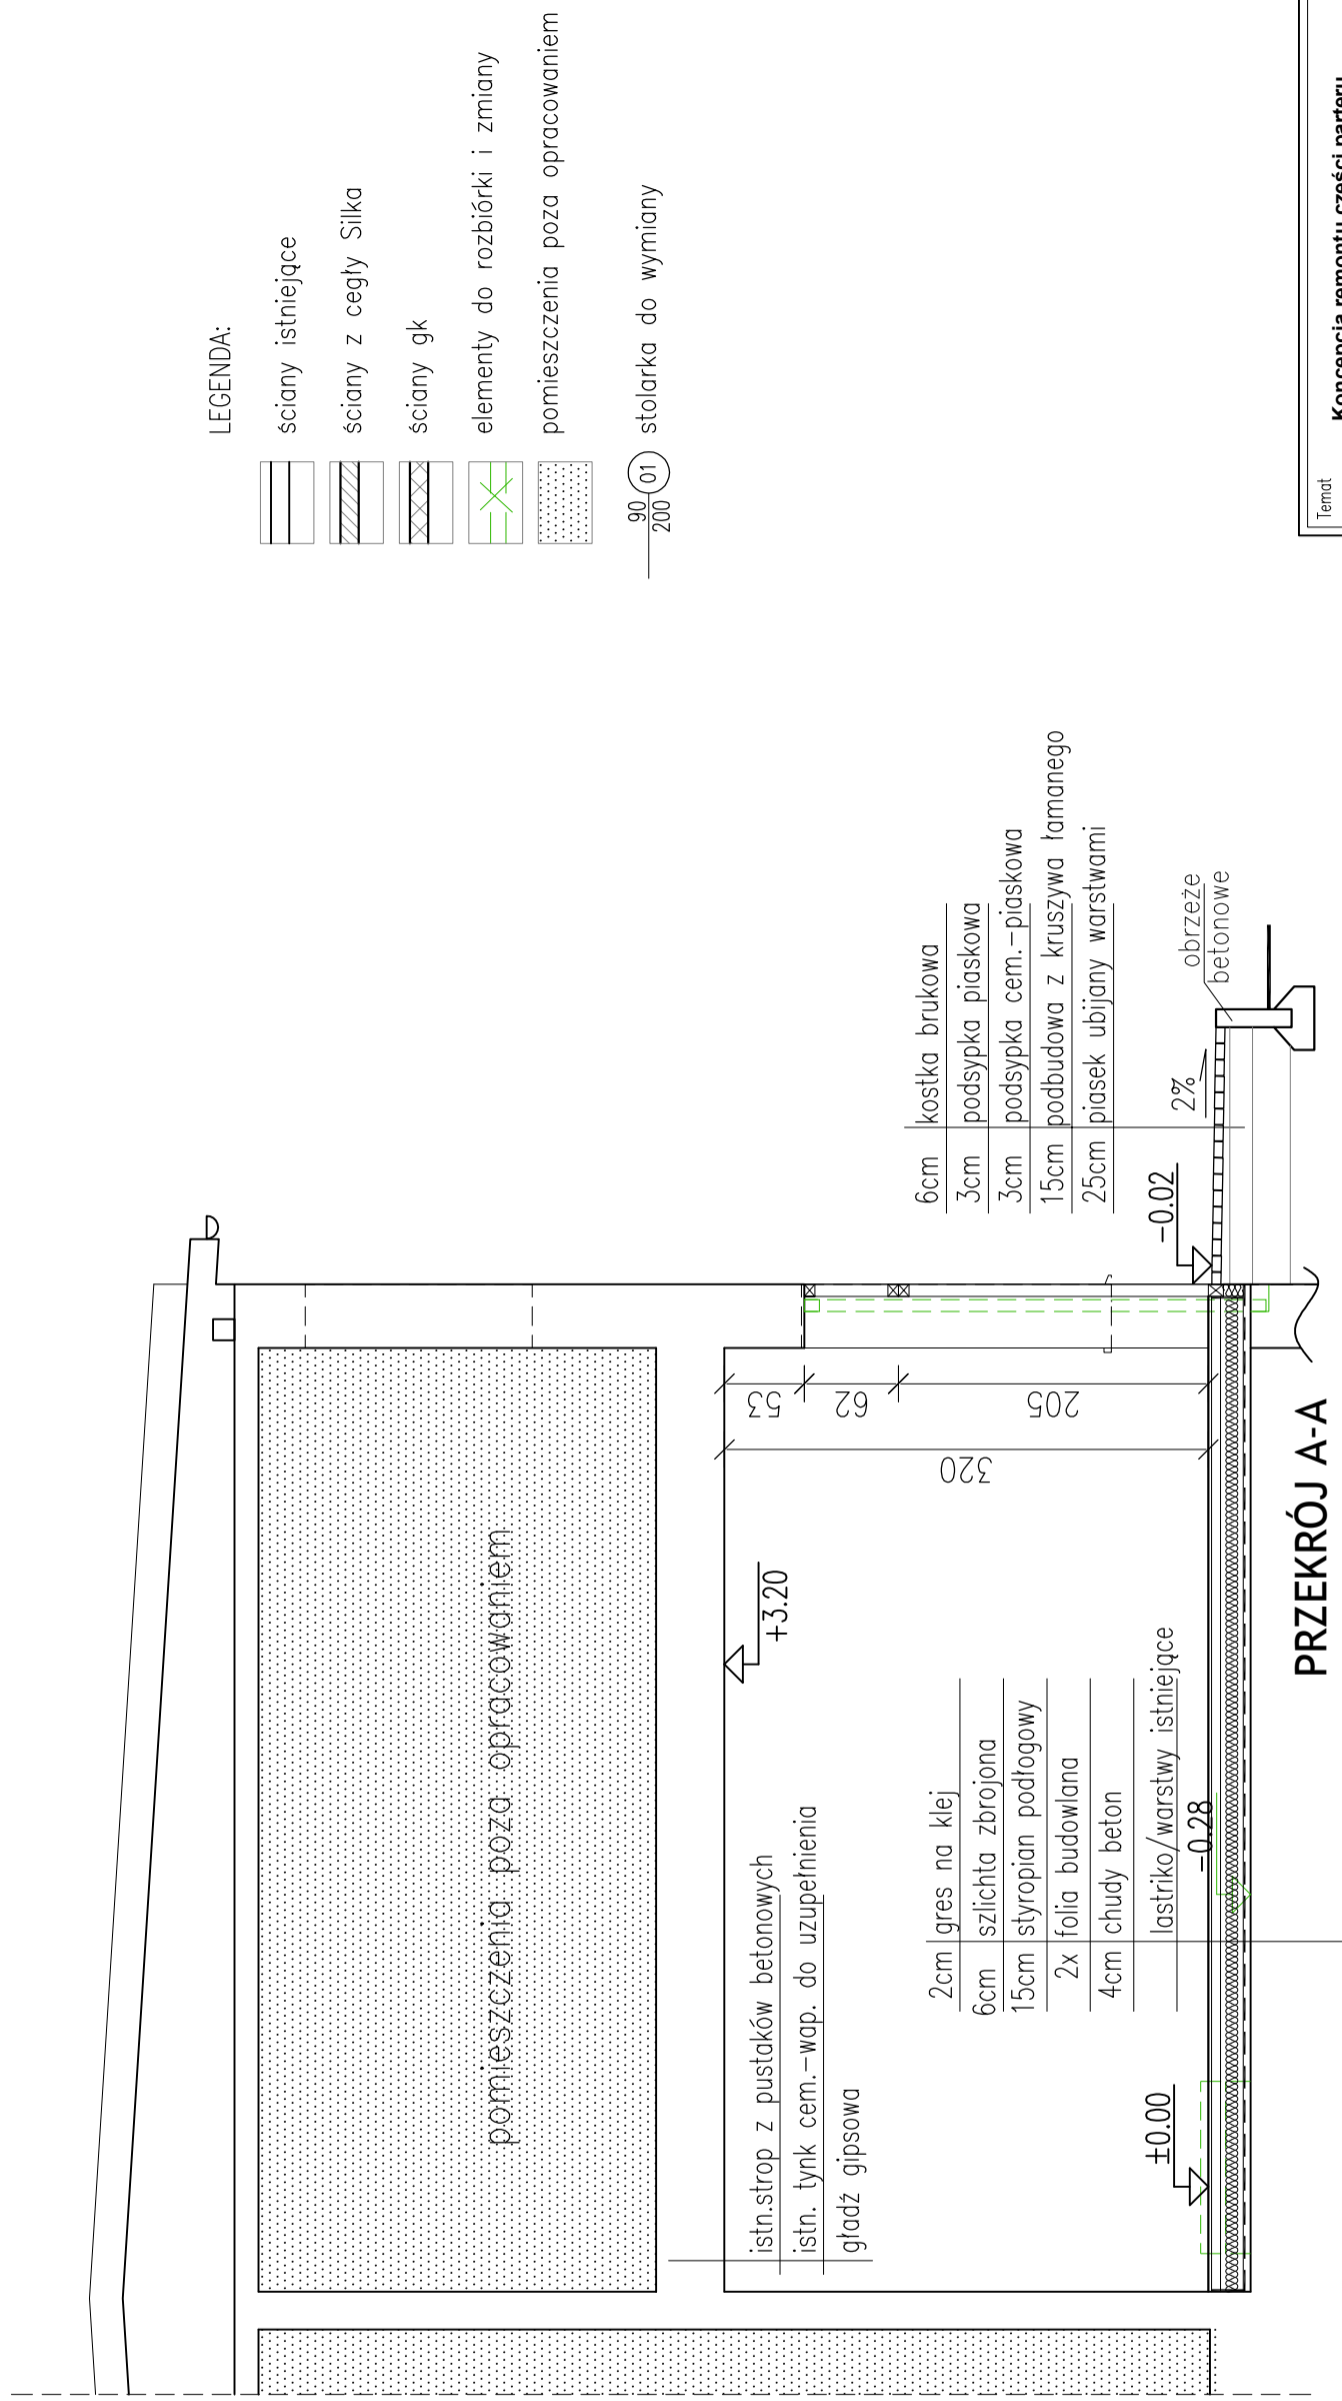 LEGENDA:
ściany istniejące
ściany z cegły Silka
ściany gk
elementy do rozbiórki i zmiany
pomieszczenia poza opracowaniem
90
200
01
stolarka do wymiany
pomieszczenia poza opracowaniem
istn.strop z pustaków betonowych
istn. tynk cem.-wap. do uzupełnienia
gładź gipsowa
+3.20
53
62
205
320
2cm gres na klej
6cm szlichta zbrojona
15cm styropian podłogowy
2x folia budowlana
4cm chudy beton
lastriko/warstwy istniejące
±0.00
-0.28
6cm kostka brukowa
3cm podsypka piaskowa
3cm podsypka cem.-piaskowa
15cm podbudowa z kruszywa łamanego
25cm piasek ubijany warstwami
-0.02
2%
obrzeże
betonowe
PRZEKRÓJ A-A
Temat
Koncepcja remontu części parteru